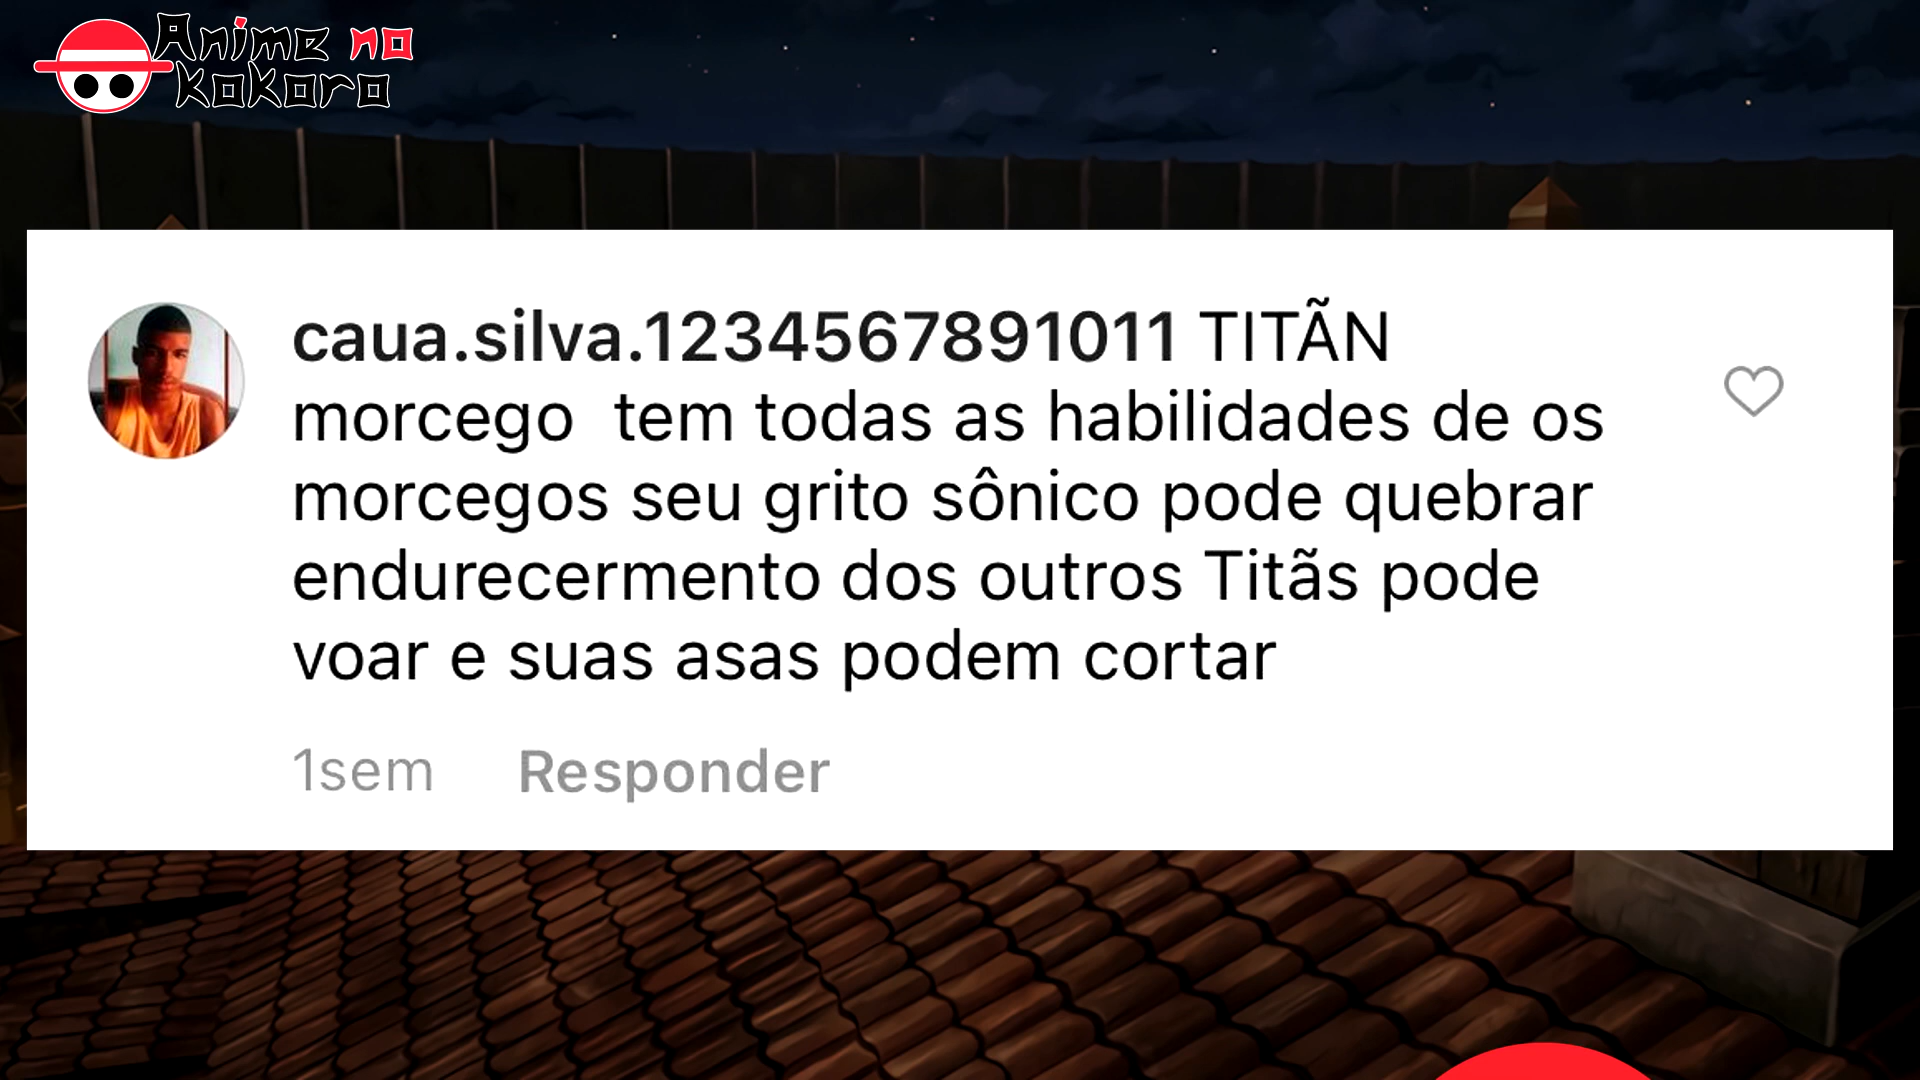 Anime no
Kokoro
caua.silva.1234567891011 TITÃN
morcego  tem todas as habilidades de os
morcegos seu grito sônico pode quebrar
endurecermento dos outros Titãs pode
voar e suas asas podem cortar
1sem Responder